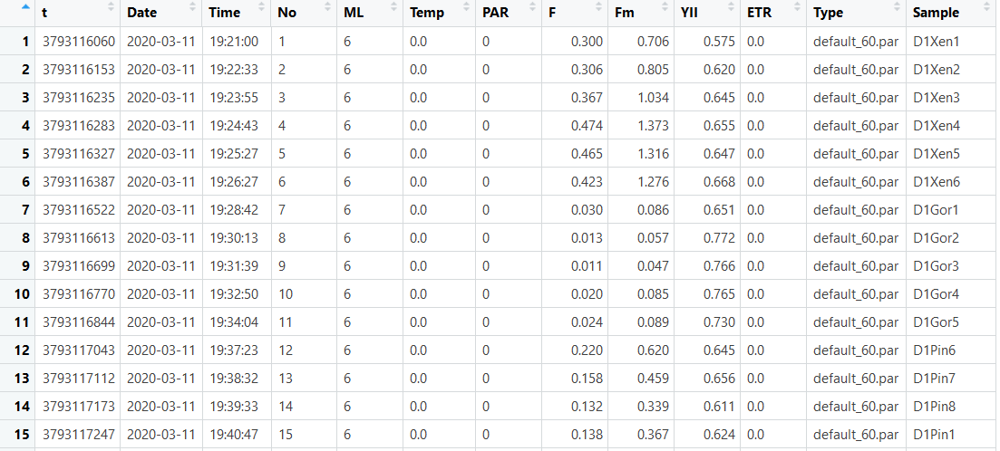 t Date Time No ML Temp PAR F Fm YII ETR Type Sample
1 3793116060 2020-03-11 19:21:00 1 6 0.0 0 0.300 0.706 0.575 0.0 default_60.par D1Xen1
2 3793116153 2020-03-11 19:22:33 2 6 0.0 0 0.306 0.805 0.620 0.0 default_60.par D1Xen2
3 3793116235 2020-03-11 19:23:55 3 6 0.0 0 0.367 1.034 0.645 0.0 default_60.par D1Xen3
4 3793116283 2020-03-11 19:24:43 4 6 0.0 0 0.474 1.373 0.655 0.0 default_60.par D1Xen4
5 3793116327 2020-03-11 19:25:27 5 6 0.0 0 0.465 1.316 0.647 0.0 default_60.par D1Xen5
6 3793116387 2020-03-11 19:26:27 6 6 0.0 0 0.423 1.276 0.668 0.0 default_60.par D1Xen6
7 3793116522 2020-03-11 19:28:42 7 6 0.0 0 0.030 0.086 0.651 0.0 default_60.par D1Gor1
8 3793116613 2020-03-11 19:30:13 8 6 0.0 0 0.013 0.057 0.772 0.0 default_60.par D1Gor2
9 3793116699 2020-03-11 19:31:39 9 6 0.0 0 0.011 0.047 0.766 0.0 default_60.par D1Gor3
10 3793116770 2020-03-11 19:32:50 10 6 0.0 0 0.020 0.085 0.765 0.0 default_60.par D1Gor4
11 3793116844 2020-03-11 19:34:04 11 6 0.0 0 0.024 0.089 0.730 0.0 default_60.par D1Gor5
12 3793117043 2020-03-11 19:37:23 12 6 0.0 0 0.220 0.620 0.645 0.0 default_60.par D1Pin6
13 3793117112 2020-03-11 19:38:32 13 6 0.0 0 0.158 0.459 0.656 0.0 default_60.par D1Pin7
14 3793117173 2020-03-11 19:39:33 14 6 0.0 0 0.132 0.339 0.611 0.0 default_60.par D1Pin8
15 3793117247 2020-03-11 19:40:47 15 6 0.0 0 0.138 0.367 0.624 0.0 default_60.par D1Pin1